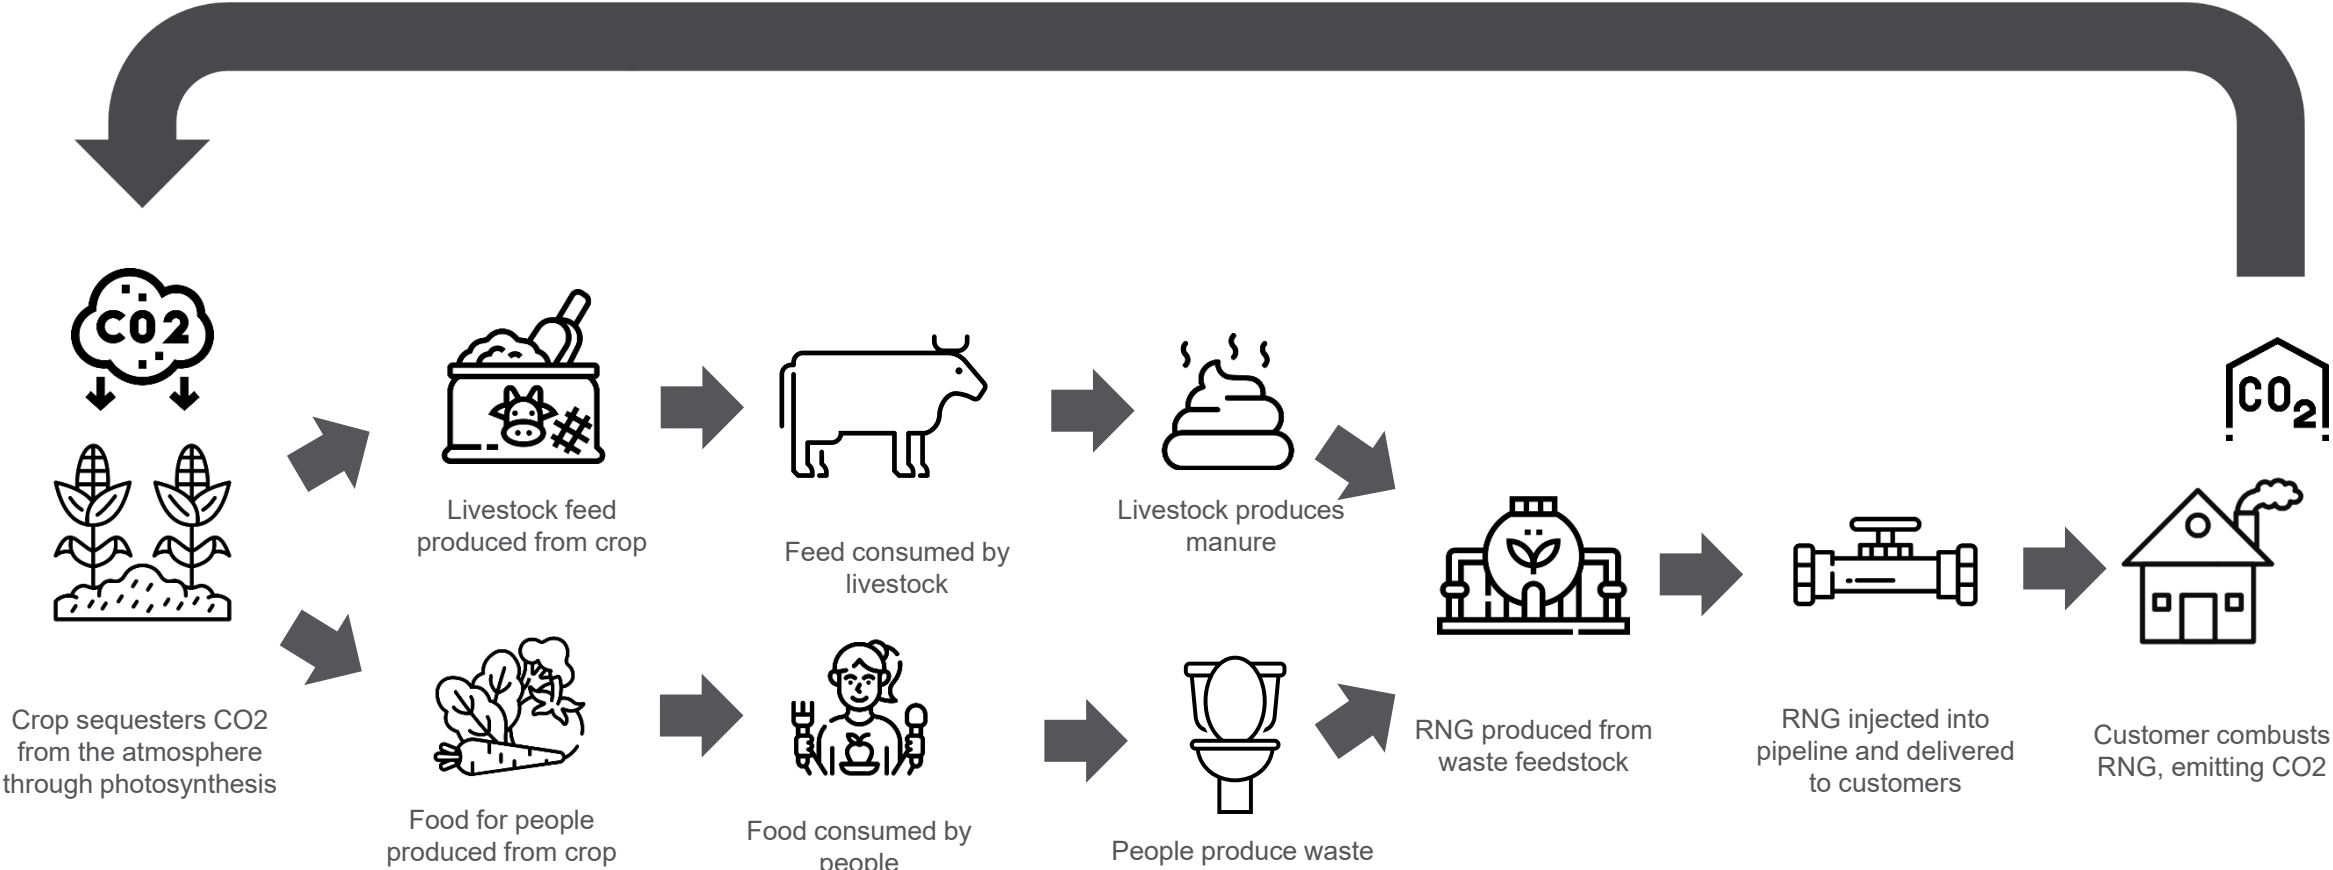 CO2
CO2
Livestock feed
produced from crop
Feed consumed by
livestock
Livestock produces
manure
Crop sequesters CO2
from the atmosphere
through photosynthesis
Food for people
produced from crop
Food consumed by
people
People produce waste
RNG produced from
waste feedstock
RNG injected into
pipeline and delivered
to customers
Customer combusts
RNG, emitting CO2